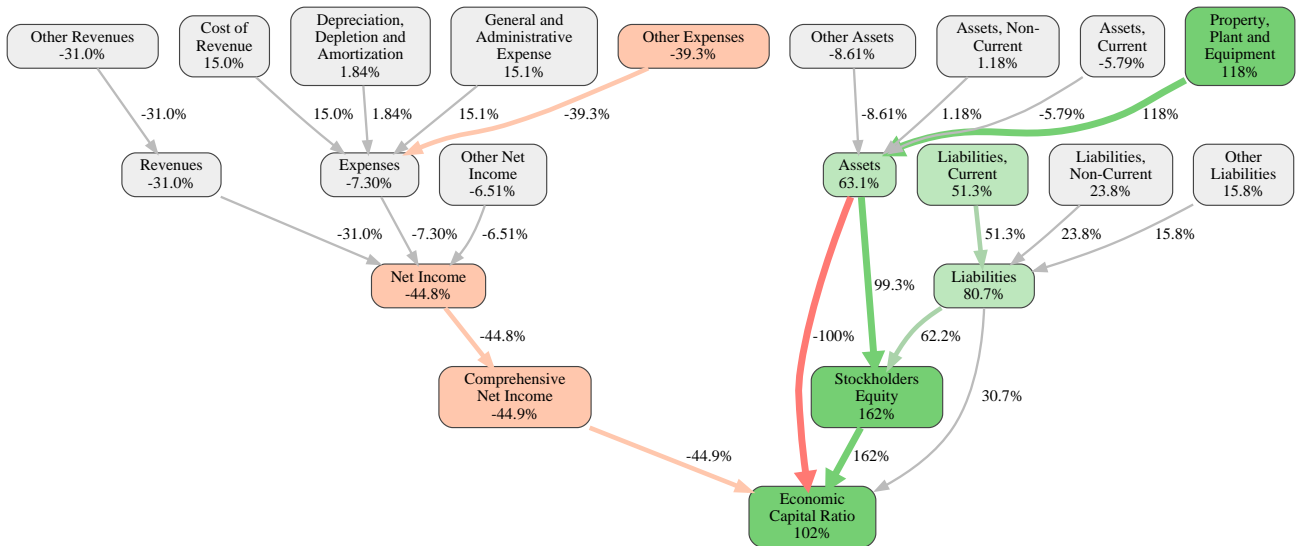 Other Revenues
-31.0%
Cost of
Revenue
15.0%
Depreciation,
Depletion and
Amortization
1.84%
General and
Administrative
Expense
15.1%
Other Expenses
-39.3%
Other Assets
-8.61%
Assets, Non-
Current
1.18%
Assets,
Current
-5.79%
Property,
Plant and
Equipment
118%
-31.0%
15.0%
1.84%
15.1%
-39.3%
-8.61%
1.18%
-5.79%
118%
Revenues
-31.0%
Expenses
-7.30%
Other Net
Income
-6.51%
Assets
63.1%
Liabilities,
Current
51.3%
Liabilities,
Non-Current
23.8%
Other
Liabilities
15.8%
-31.0%
-7.30%
-6.51%
99.3%
51.3%
23.8%
15.8%
Net Income
-44.8%
Liabilities
80.7%
-44.8%
-100%
62.2%
30.7%
Comprehensive
Net Income
-44.9%
Stockholders
Equity
162%
-44.9%
162%
Economic
Capital Ratio
102%